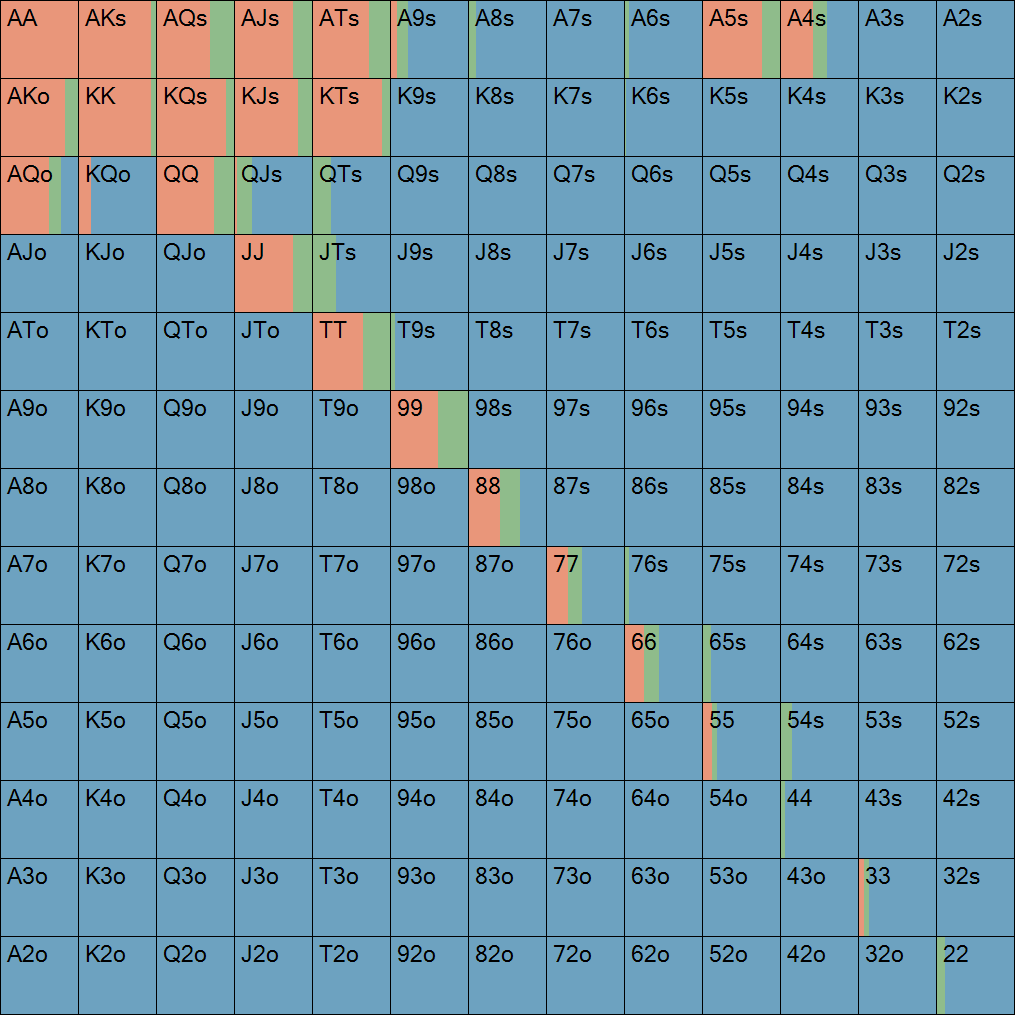 AA AKs AQs AJs ATs A9s A8s A7s A6s A5s A4s A3s A2s
AKo KK KQs KJs KTs K9s K8s K7s K6s K5s K4s K3s K2s
AQo KQo QQ QJs QTs Q9s Q8s Q7s Q6s Q5s Q4s Q3s Q2s
AJo KJo QJo JJ JTs J9s J8s J7s J6s J5s J4s J3s J2s
ATo KTo QTo JTo TT T9s T8s T7s T6s T5s T4s T3s T2s
A9o K9o Q9o J9o T9o 99 98s 97s 96s 95s 94s 93s 92s
A8o K8o Q8o J8o T8o 98o 88 87s 86s 85s 84s 83s 82s
A7o K7o Q7o J7o T7o 97o 87o 77 76s 75s 74s 73s 72s
A6o K6o Q6o J6o T6o 96o 86o 76o 66 65s 64s 63s 62s
A5o K5o Q5o J5o T5o 95o 85o 75o 65o 55 54s 53s 52s
A4o K4o Q4o J4o T4o 94o 84o 74o 64o 54o 44 43s 42s
A3o K3o Q3o J3o T3o 93o 83o 73o 63o 53o 43o 33 32s
A2o K2o Q2o J2o T2o 92o 82o 72o 62o 52o 42o 32o 22